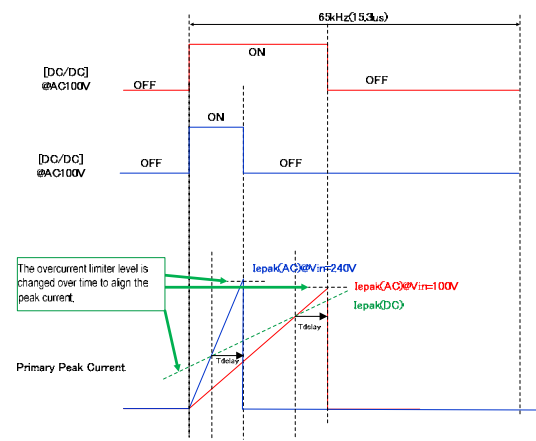 65kHz(15.3us)
ON
[DC/DC]
@AC100V
OFF
OFF
ON
[DC/DC]
@AC100V
OFF
OFF
The overcurrent limiter level is
changed over time to align the
peak current.
Iepak(AC)@Vin=240V
Iepak(AC)@Vin=100V
Iepak(DC)
Tdelay
Tdelay
Primary Peak Current.